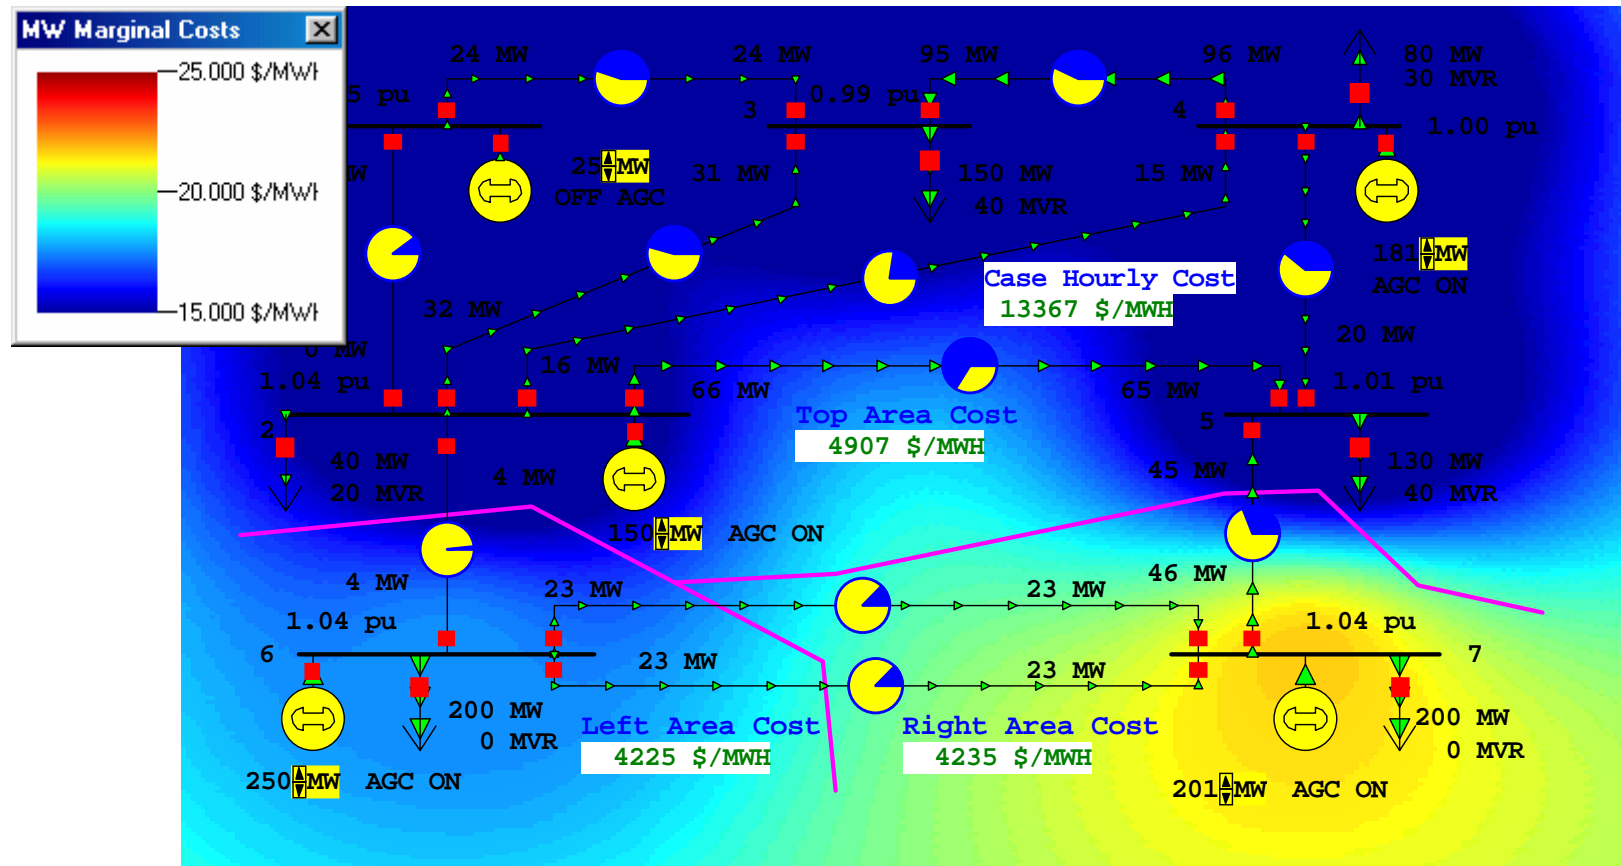 MW Marginal Costs
25.000 $/MWH
20.000 $/MWH
15.000 $/MWH
24 MW
24 MW
95 MW
96 MW
80 MW
30 MVR
5 pu
3
0.99 pu
4
1.00 pu
W
25 MW
OFF AGC
31 MW
150 MW
40 MVR
15 MW
181 MW
AGC ON
Case Hourly Cost
13367 $/MWH
32 MW
0 MW
16 MW
20 MW
1.04 pu
66 MW
65 MW
1.01 pu
Top Area Cost
4907 $/MWH
2
5
40 MW
20 MVR
4 MW
45 MW
130 MW
40 MVR
150 MW AGC ON
4 MW
23 MW
23 MW
46 MW
1.04 pu
1.04 pu
6
23 MW
23 MW
7
200 MW
0 MVR
Left Area Cost
4225 $/MWH
Right Area Cost
4235 $/MWH
200 MW
0 MVR
250 MW AGC ON
201 MW AGC ON